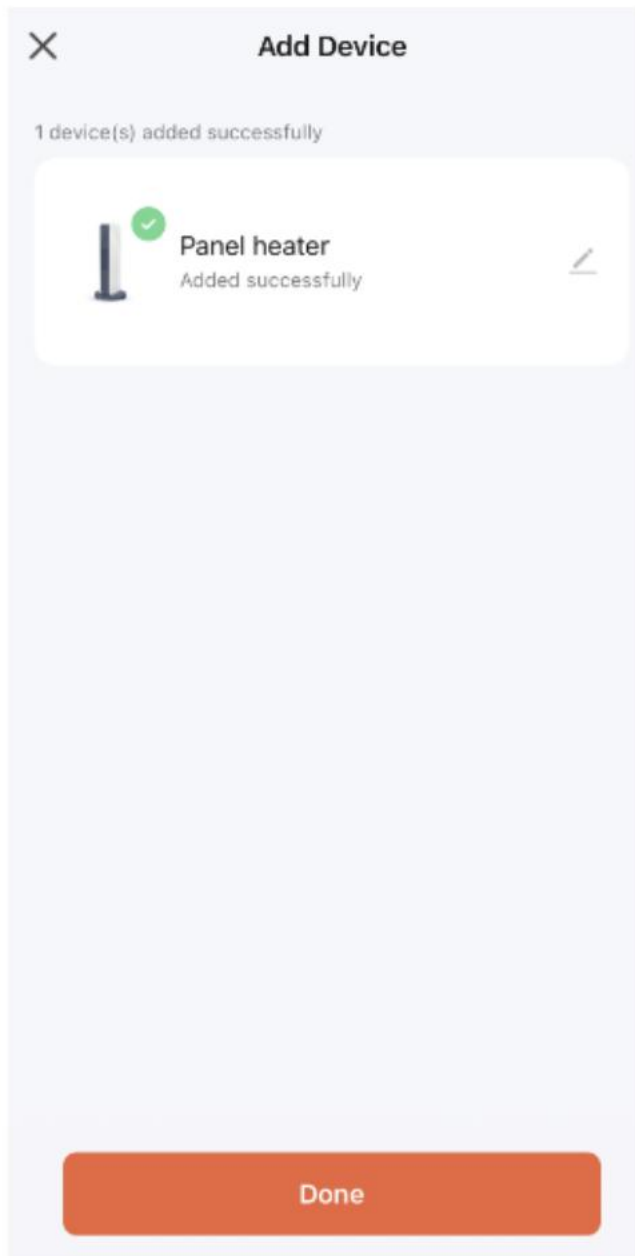 Add Device
1 device(s) added successfully
Panel heater
Added successfully
Done